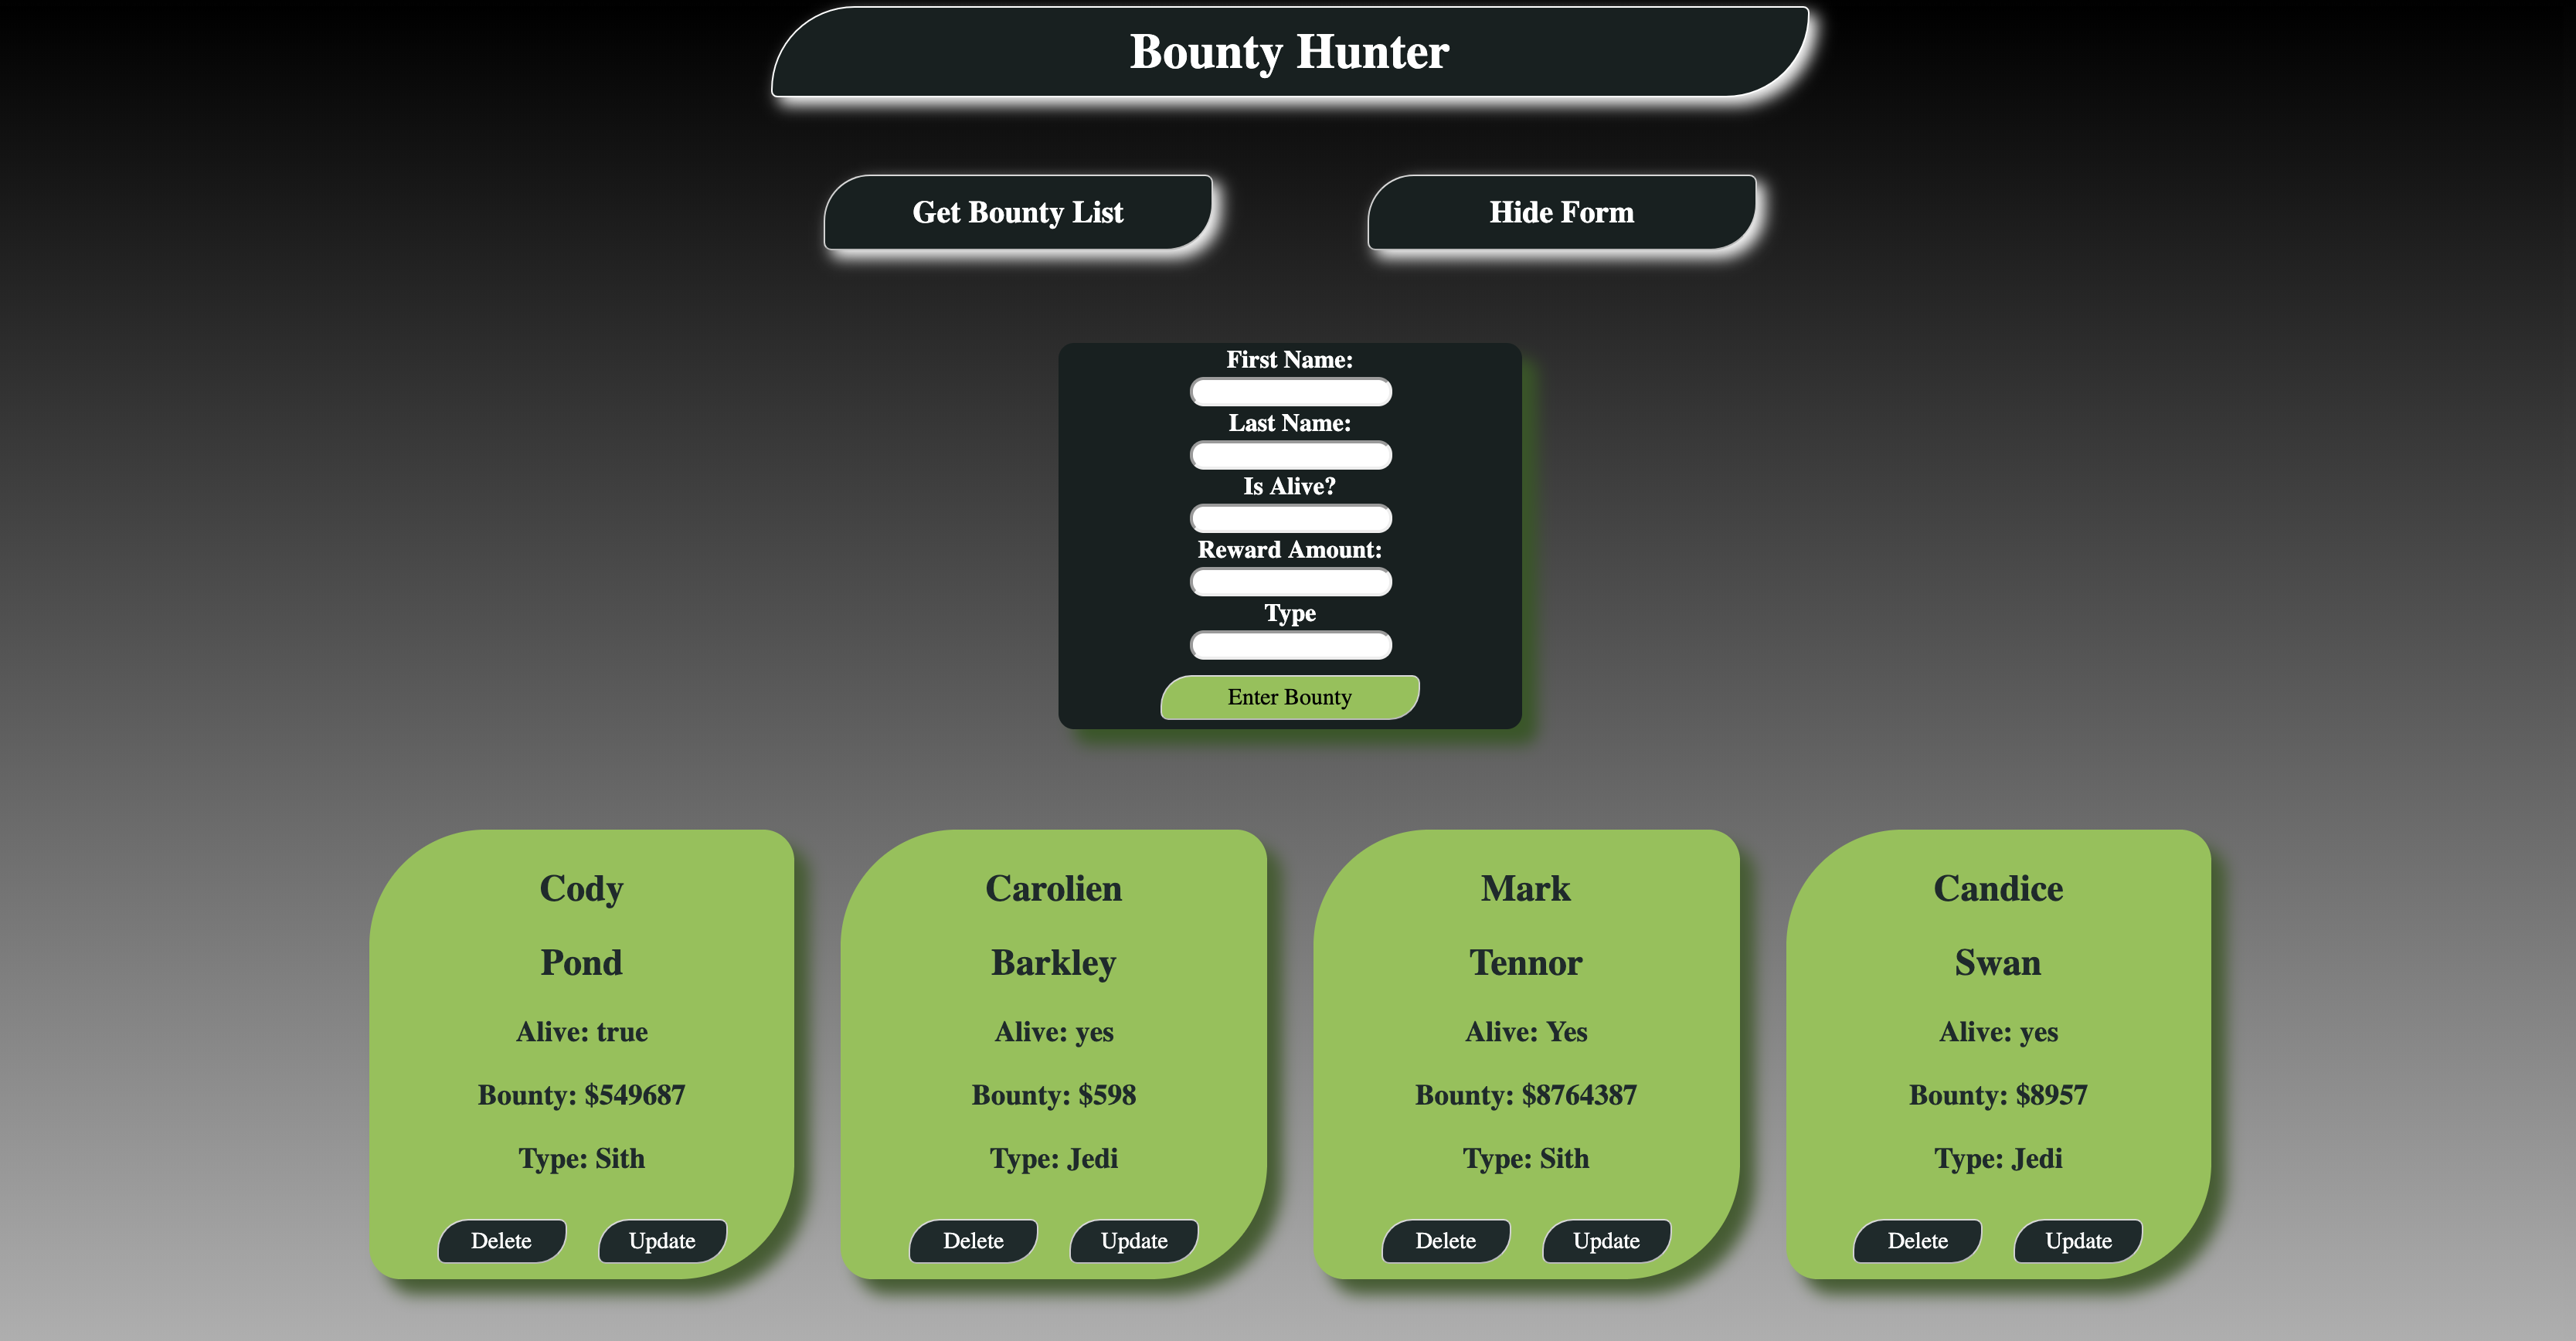 Bounty Hunter
Get Bounty List
Hide Form
First Name:
Last Name:
Is Alive?
Reward Amount:
Type
Enter Bounty
Cody
Pond
Alive: true
Bounty: $549687
Type: Sith
Delete
Update
Carolien
Barkley
Alive: yes
Bounty: $598
Type: Jedi
Delete
Update
Mark
Tennor
Alive: Yes
Bounty: $8764387
Type: Sith
Delete
Update
Candice
Swan
Alive: yes
Bounty: $8957
Type: Jedi
Delete
Update